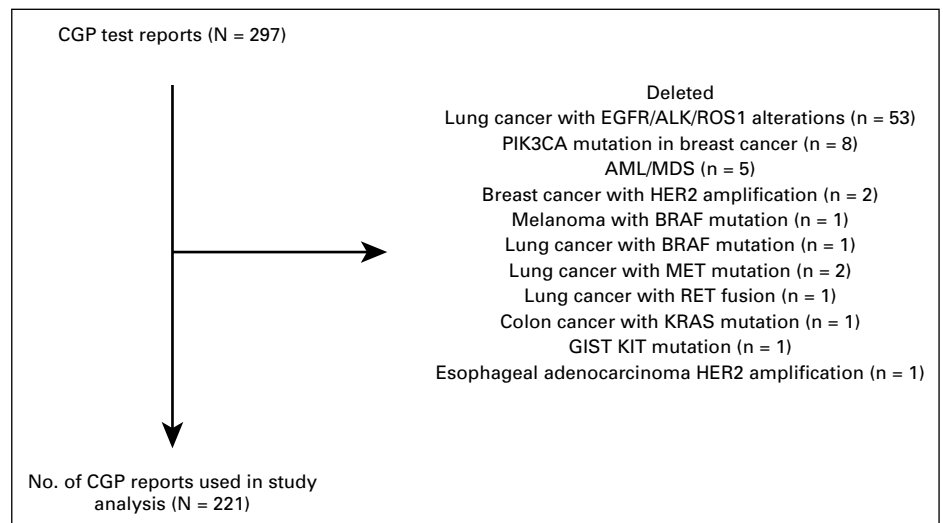 CGP test reports (N = 297)
Deleted
Lung cancer with EGFR/ALK/ROS1 alterations (n = 53)
PIK3CA mutation in breast cancer (n = 8)
AML/MDS (n = 5)
Breast cancer with HER2 amplification (n = 2)
Melanoma with BRAF mutation (n = 1)
Lung cancer with BRAF mutation (n = 1)
Lung cancer with MET mutation (n = 2)
Lung cancer with RET fusion (n = 1)
Colon cancer with KRAS mutation (n = 1)
GIST KIT mutation (n = 1)
Esophageal adenocarcinoma HER2 amplification (n = 1)
No. of CGP reports used in study
analysis (N = 221)